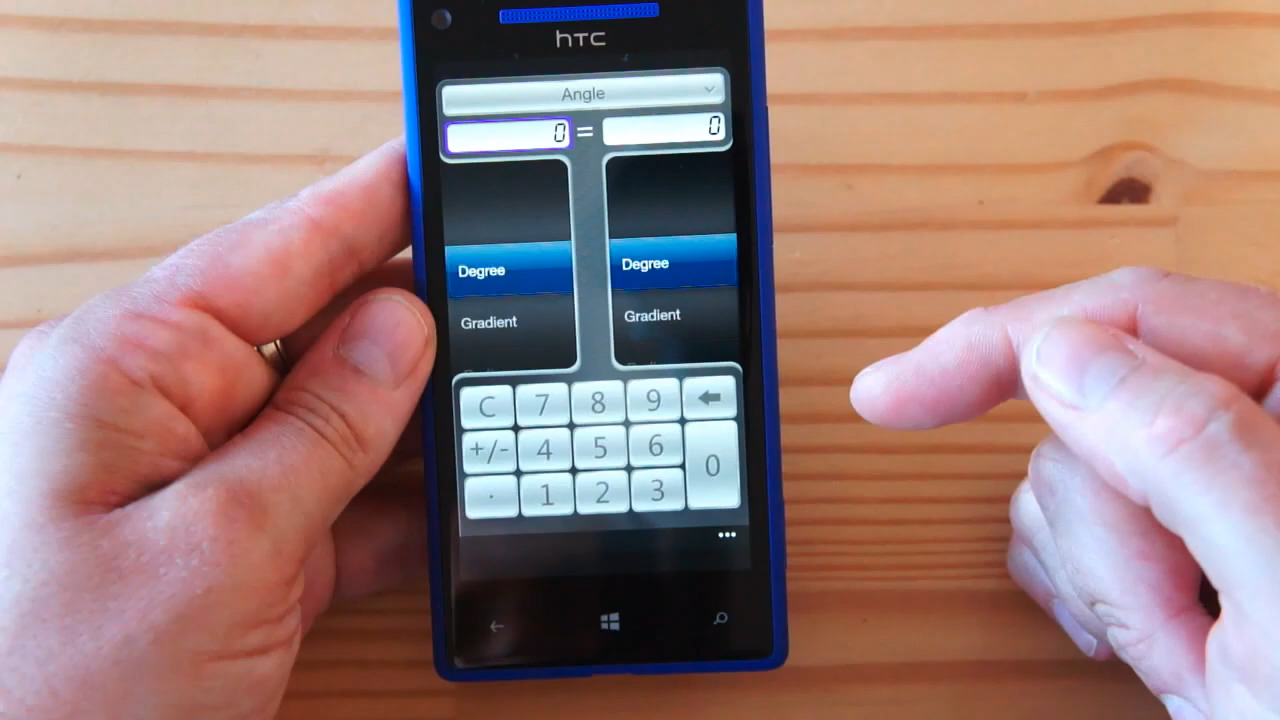 hTC
Angle
0 = 0
Degree Degree
Gradient Gradient
C 7 8 9
+/- 4 5 6 0
. 1 2 3